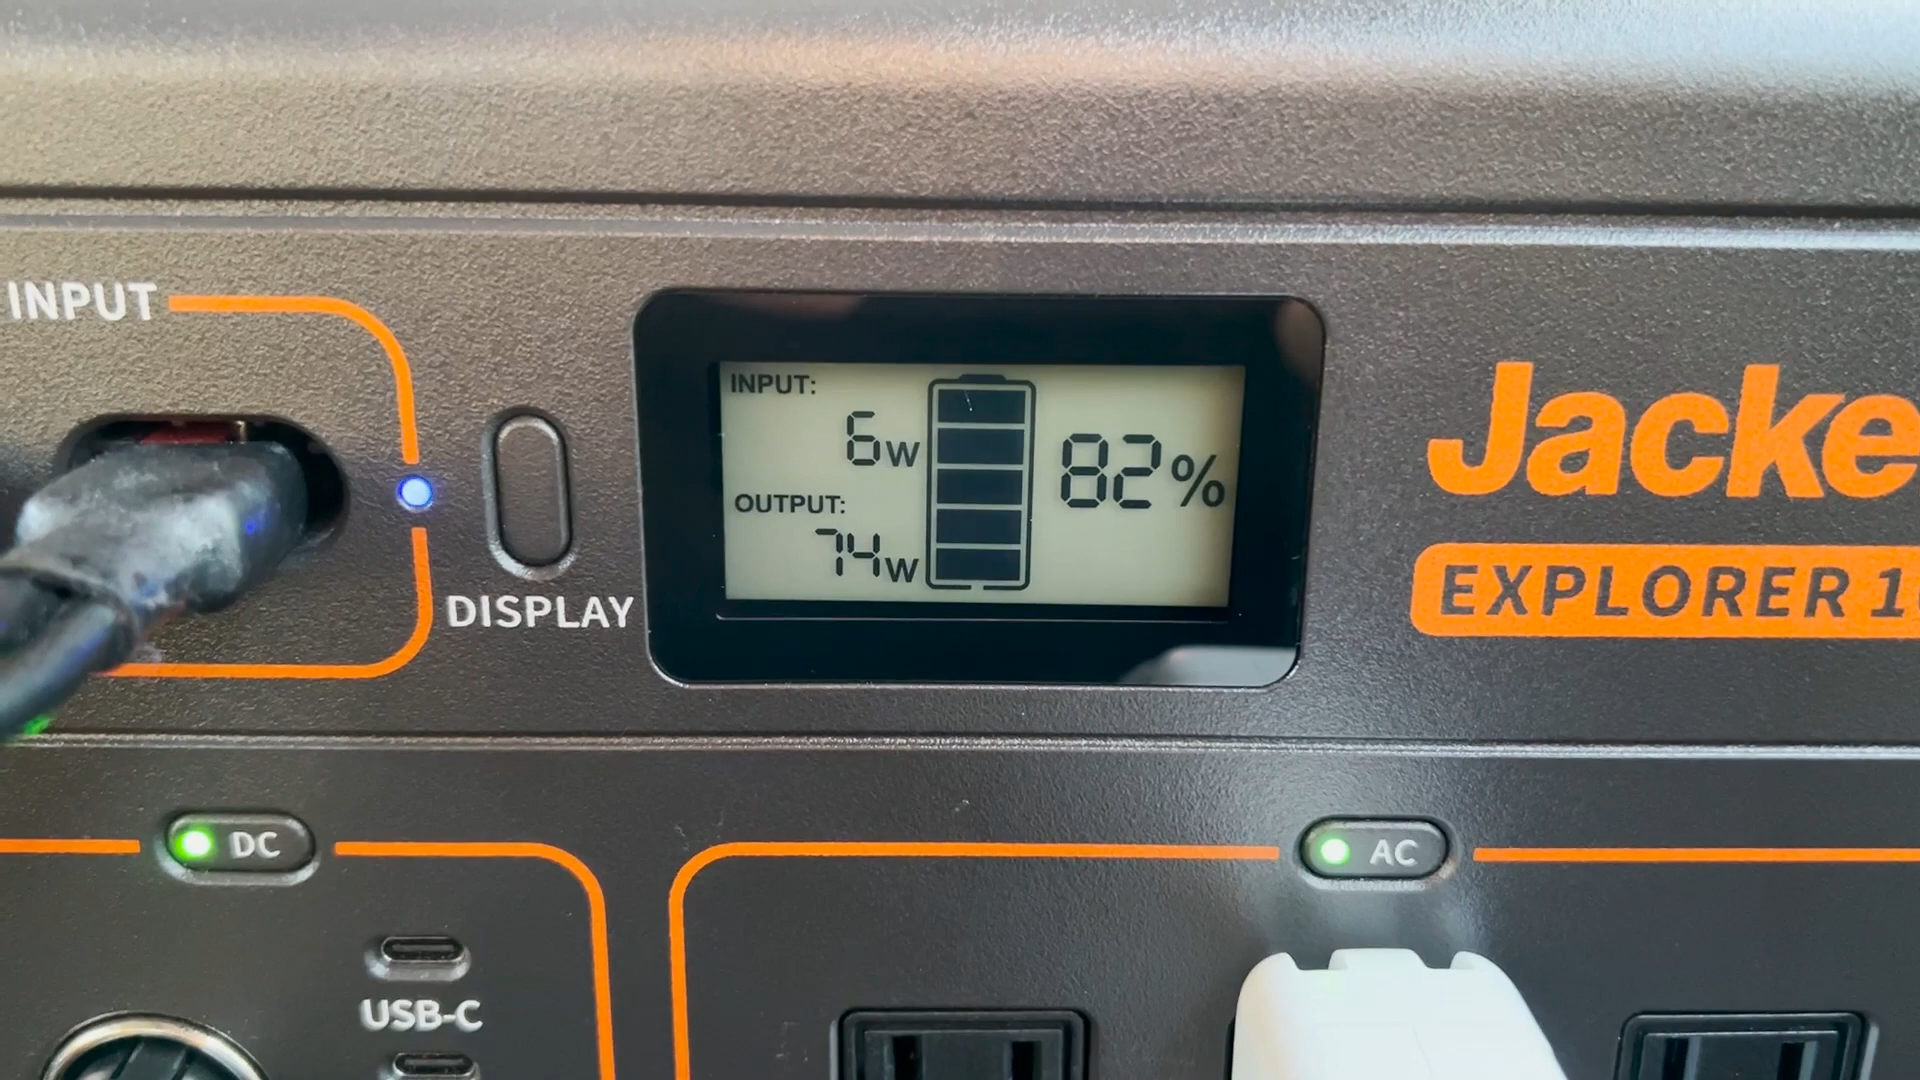 INPUT
INPUT:
6W
82%
OUTPUT:
74W
DISPLAY
Jacke
EXPLORER 1
DC
AC
USB-C